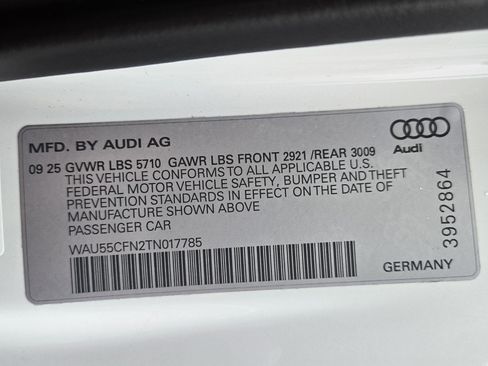 MFD. BY AUDI AG
Audi
09 25 GVWR LBS 5710 GAWR LBS FRONT 2921 /REAR 3009
THIS VEHICLE CONFORMS TO ALL APPLICABLE U.S.
FEDERAL MOTOR VEHICLE SAFETY, BUMPER AND THEFT
PREVENTION STANDARDS IN EFFECT ON THE DATE OF
MANUFACTURE SHOWN ABOVE
PASSENGER CAR
WAU55CFN2TN017785
3952864
GERMANY